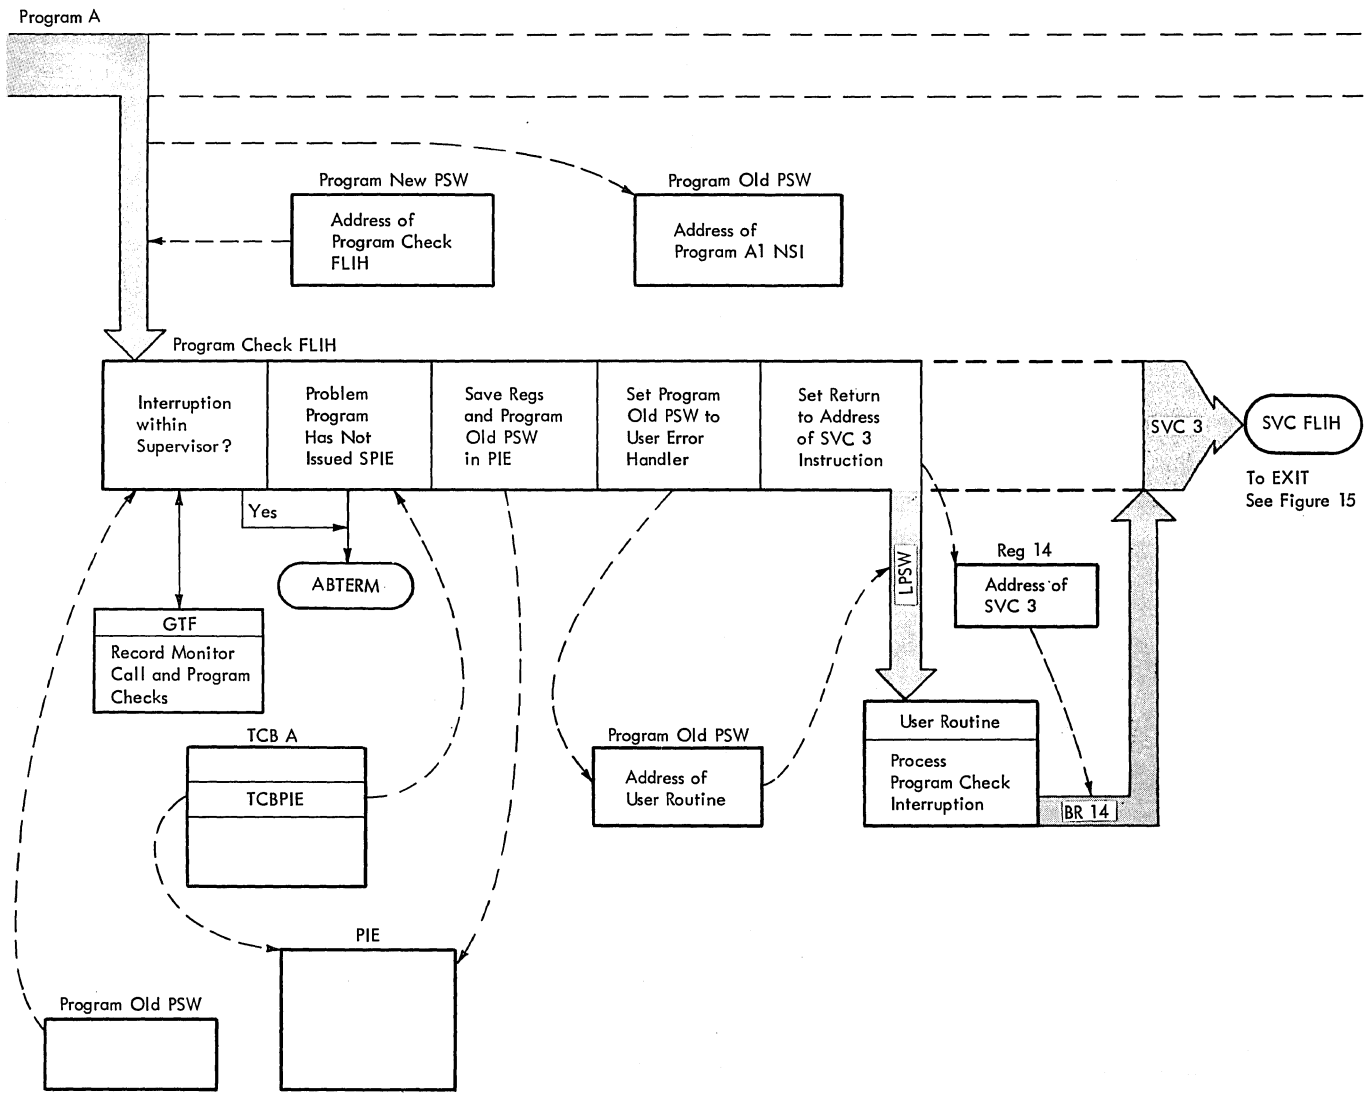 Program A
Program New PSW
Address of
Program Check
FLIH
Program Old PSW
Address of
Program A1 NSI
Program Check FLIH
Interruption
within
Supervisor?
Problem
Program
Has Not
Issued SPIE
Save Regs
and Program
Old PSW
in PIE
Set Program
Old PSW to
User Error
Handler
Set Return
to Address
of SVC 3
Instruction
SVC 3
SVC FLIH
To EXIT
See Figure 15
Yes
ABTERM
LPSW
Reg 14
Address of
SVC 3
GTF
Record Monitor
Call and Program
Checks
TCB A
TCBPIE
Program Old PSW
Address of
User Routine
User Routine
Process
Program Check
Interruption
BR 14
PIE
Program Old PSW